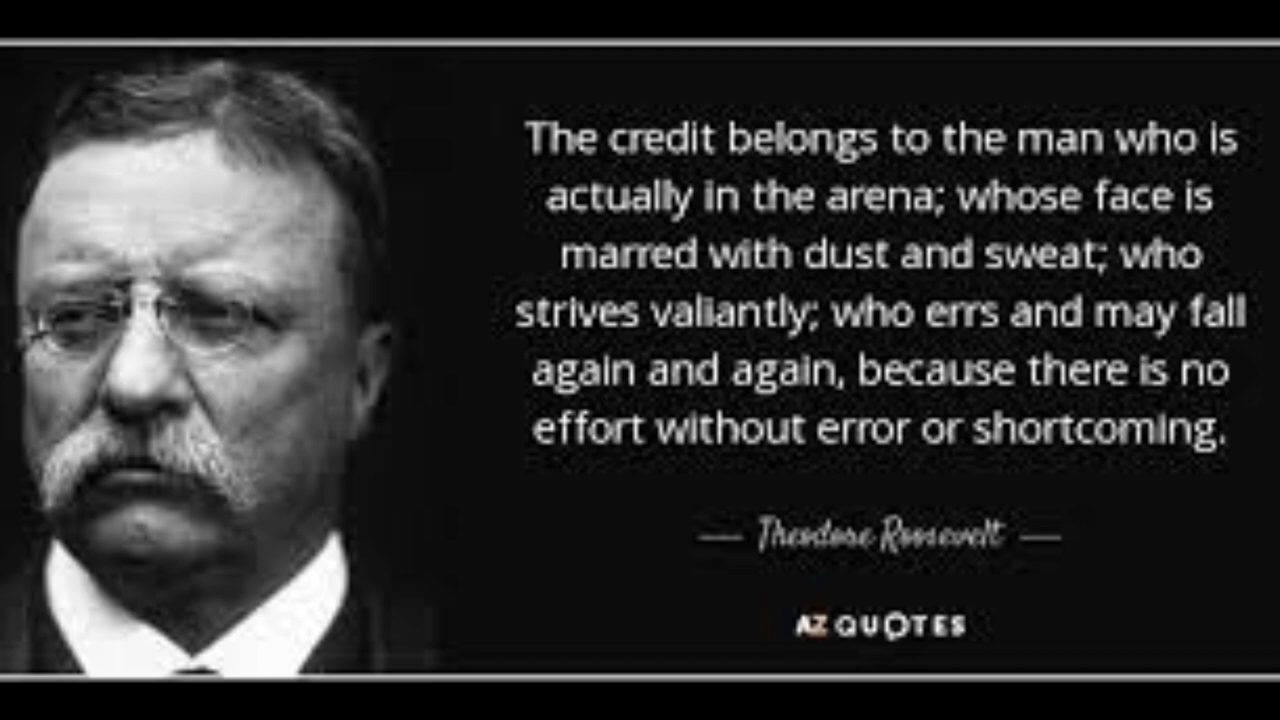 The credit belongs to the man who is
actually in the arena; whose face is
marred with dust and sweat; who
strives valiantly; who errs and may fall
again and again, because there is no
effort without error or shortcoming.
— Theodore Roosevelt —
AZ QUOTES